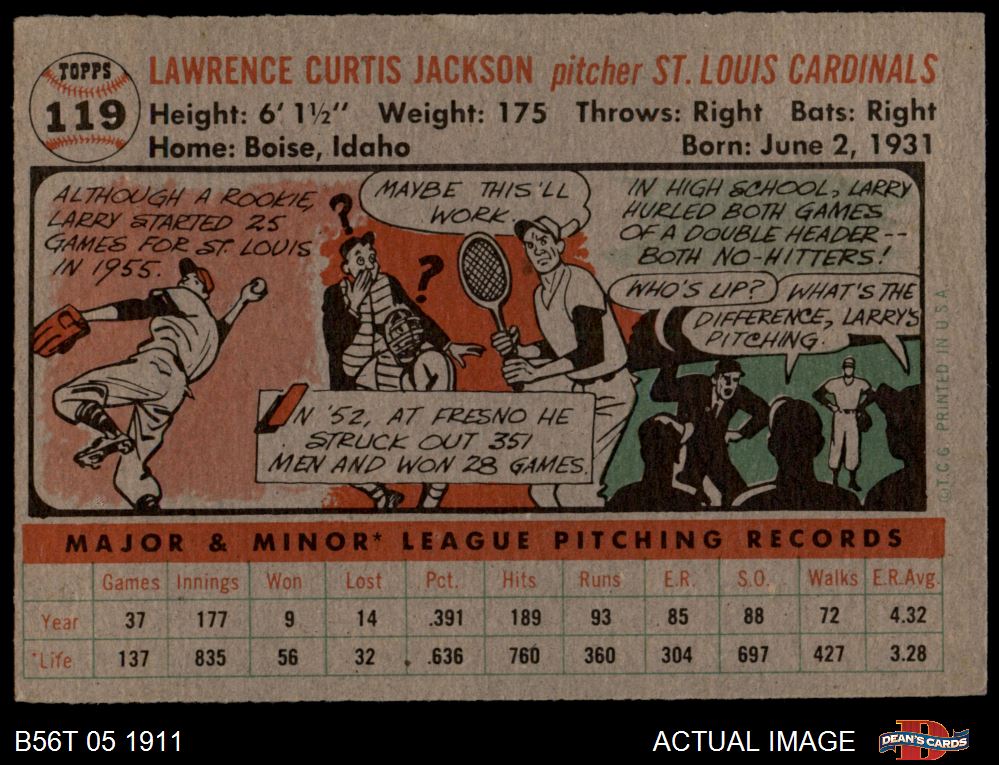 TOPPS
119
LAWRENCE CURTIS JACKSON pitcher ST. LOUIS CARDINALS
Height: 6' 1½" Weight: 175 Throws: Right Bats: Right
Home: Boise, Idaho Born: June 2, 1931
ALTHOUGH A ROOKIE,
LARRY STARTED 25
GAMES FOR ST. LOUIS
IN 1955.
?
?
MAYBE THIS'LL
WORK.
IN '52, AT FRESNO HE
STRUCK OUT 351
MEN AND WON 28 GAMES.
IN HIGH SCHOOL, LARRY
HURLED BOTH GAMES
OF A DOUBLE HEADER--
BOTH NO-HITTERS!
WHO'S UP?
WHAT'S THE
DIFFERENCE, LARRY'S
PITCHING.
©T.C.G. PRINTED IN U.S.A.
MAJOR & MINOR* LEAGUE PITCHING RECORDS
Games Innings Won Lost Pct. Hits Runs E.R. S.O. Walks E.R.Avg.
Year 37 177 9 14 .391 189 93 85 88 72 4.32
*Life 137 835 56 32 .636 760 360 304 697 427 3.28
B56T 05 1911
ACTUAL IMAGE
D
DEAN'S CARDS